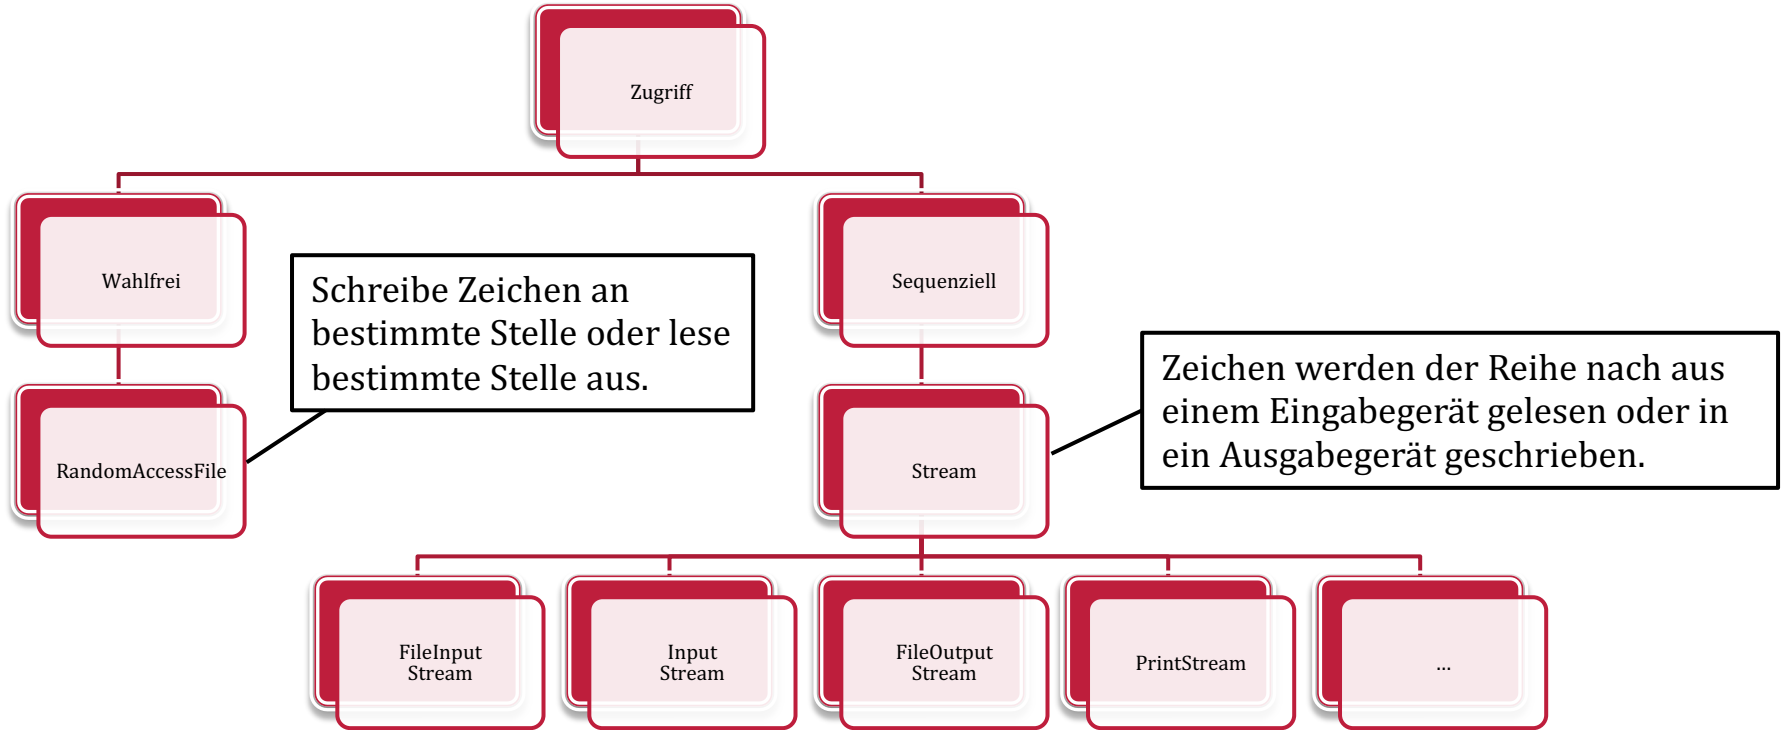 Zugriff
Wahlfrei
Schreibe Zeichen an
bestimmte Stelle oder lese
bestimmte Stelle aus.
Sequenziell
Zeichen werden der Reihe nach aus
einem Eingabegerät gelesen oder in
ein Ausgabegerät geschrieben.
RandomAccessFile
Stream
FileInput
Stream
Input
Stream
FileOutput
Stream
PrintStream
...